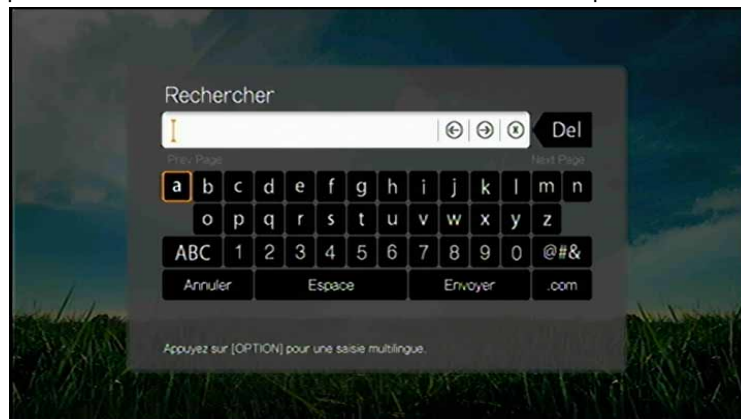 Rechercher
Del
Prev Page Next Page
a b c d e f g h i j k l m n
o p q r s t u v w x y z
ABC 1 2 3 4 5 6 7 8 9 0 @#&
Annuler Espace Envoyer .com
Appuyez sur [OPTION] pour une saisie multilingue.